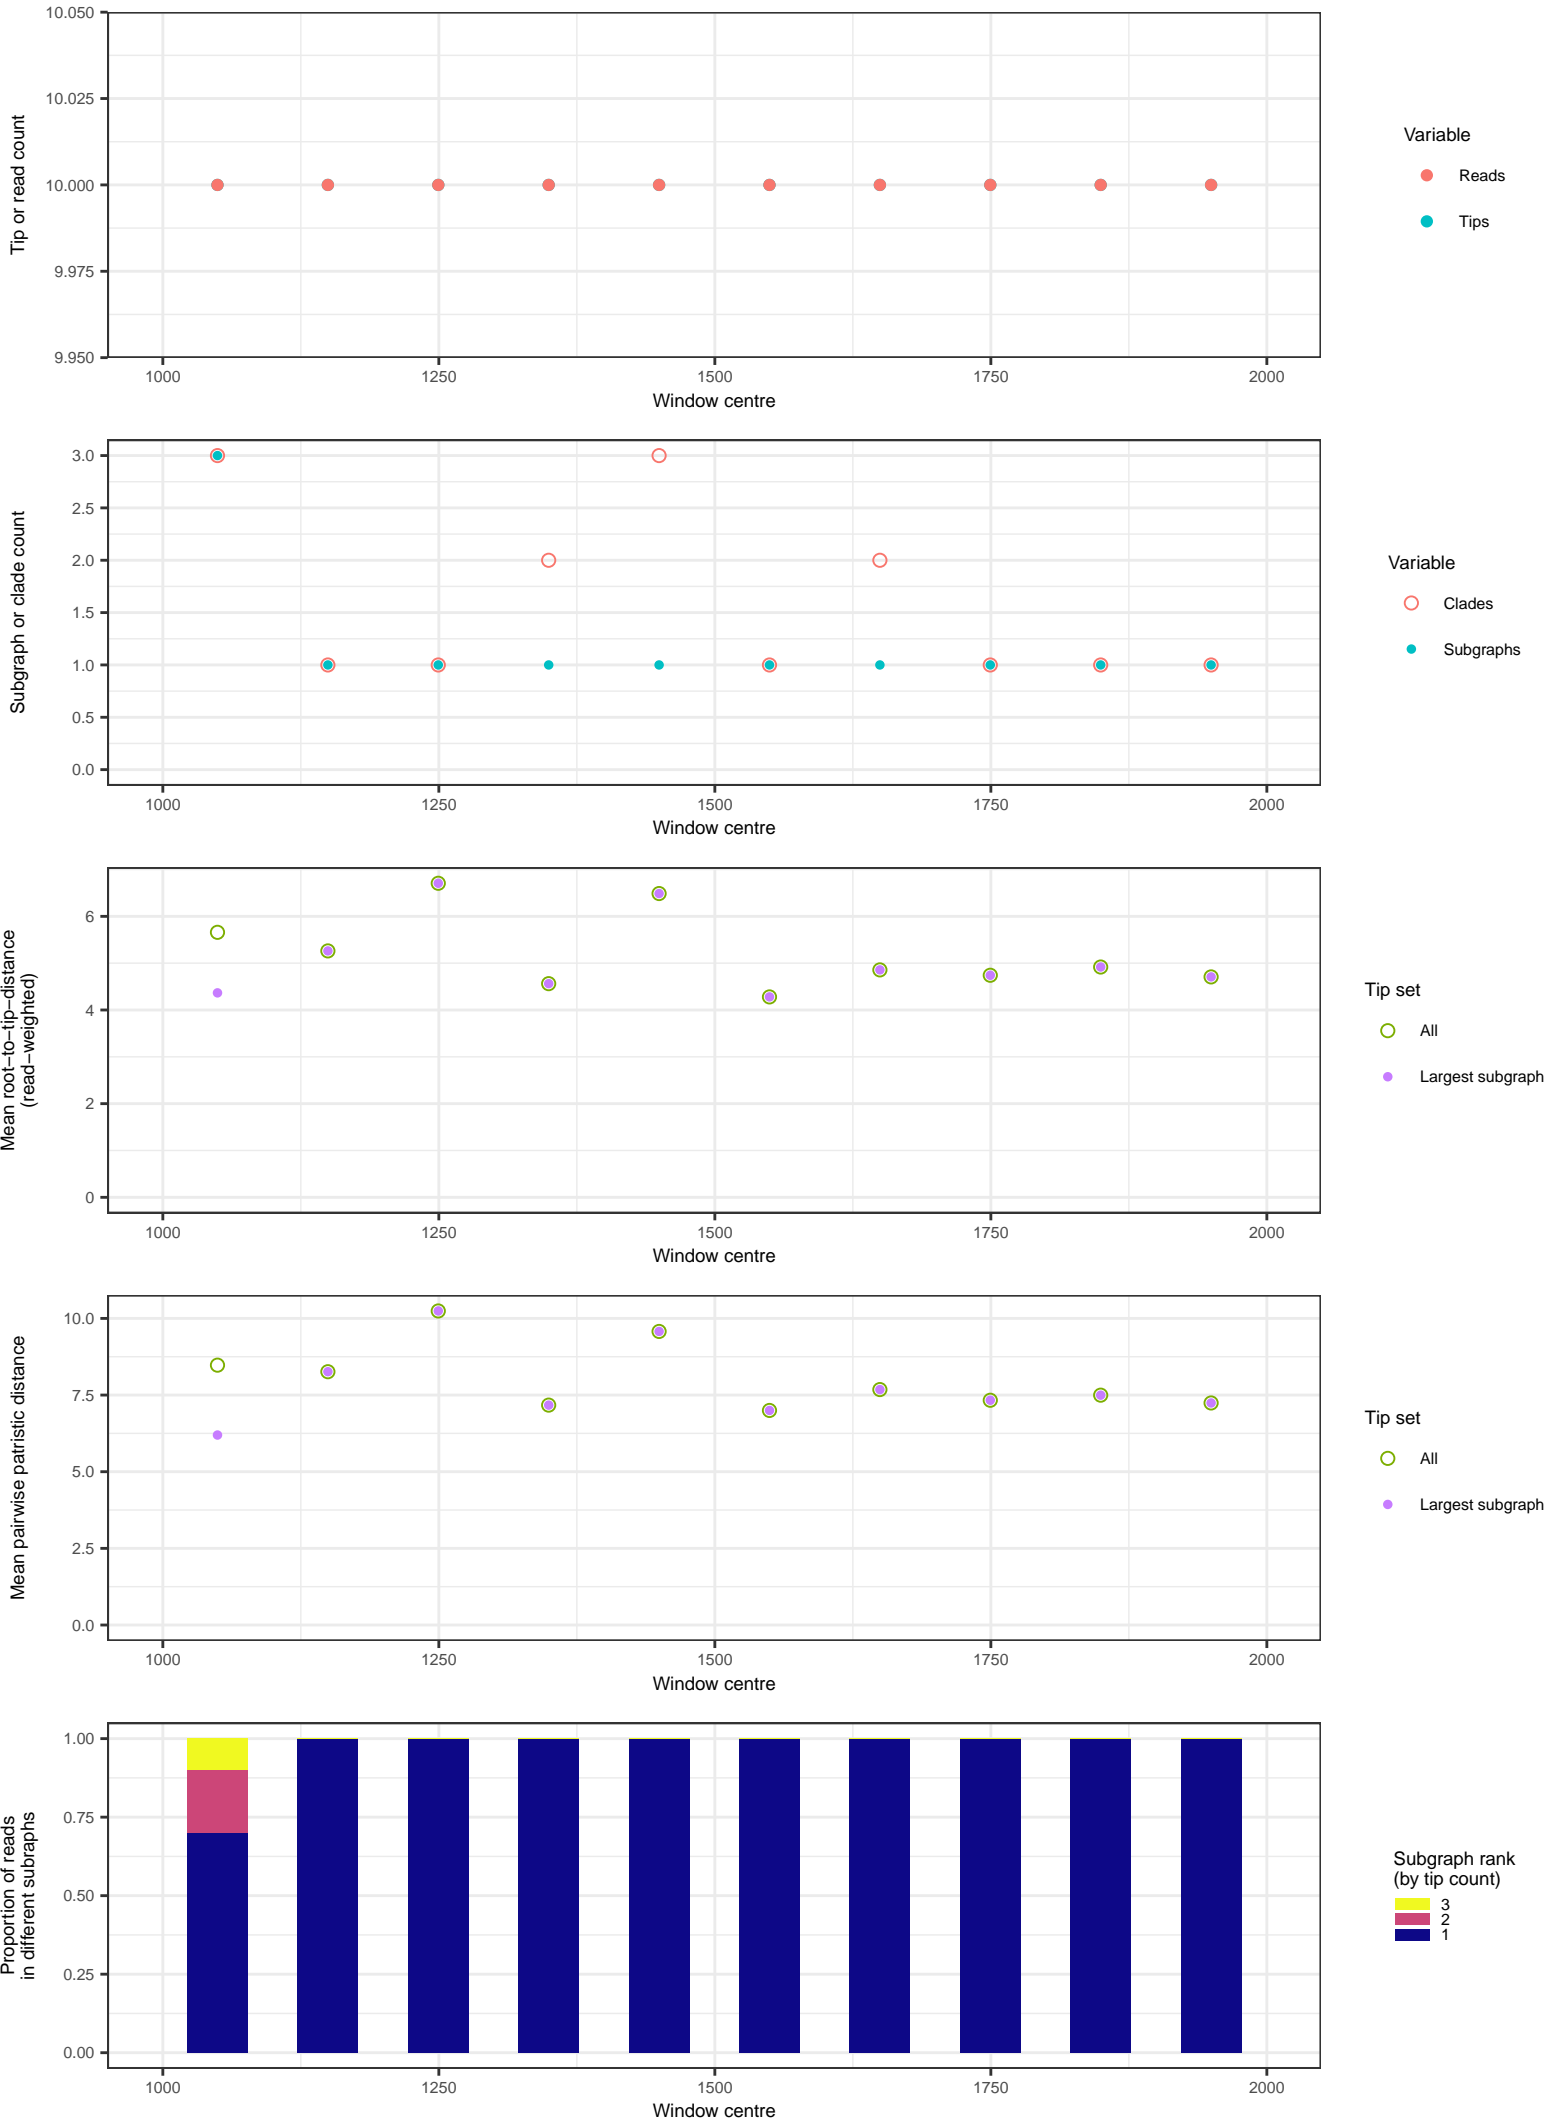 10.050
10.025
10.000
9.975
9.950
Tip or read count
1000 1250 1500 1750 2000
Window centre
Variable
Reads
Tips
3.0
2.5
2.0
1.5
1.0
0.5
0.0
Subgraph or clade count
1000 1250 1500 1750 2000
Window centre
Variable
Clades
Subgraphs
6
4
2
0
Mean root−to−tip−distance
(read−weighted)
1000 1250 1500 1750 2000
Window centre
Tip set
All
Largest subgraph
10.0
7.5
5.0
2.5
0.0
Mean pairwise patristic distance
1000 1250 1500 1750 2000
Window centre
Tip set
All
Largest subgraph
1.00
0.75
0.50
0.25
0.00
Proportion of reads
in different subraphs
1000 1250 1500 1750 2000
Window centre
Subgraph rank
(by tip count)
3
2
1